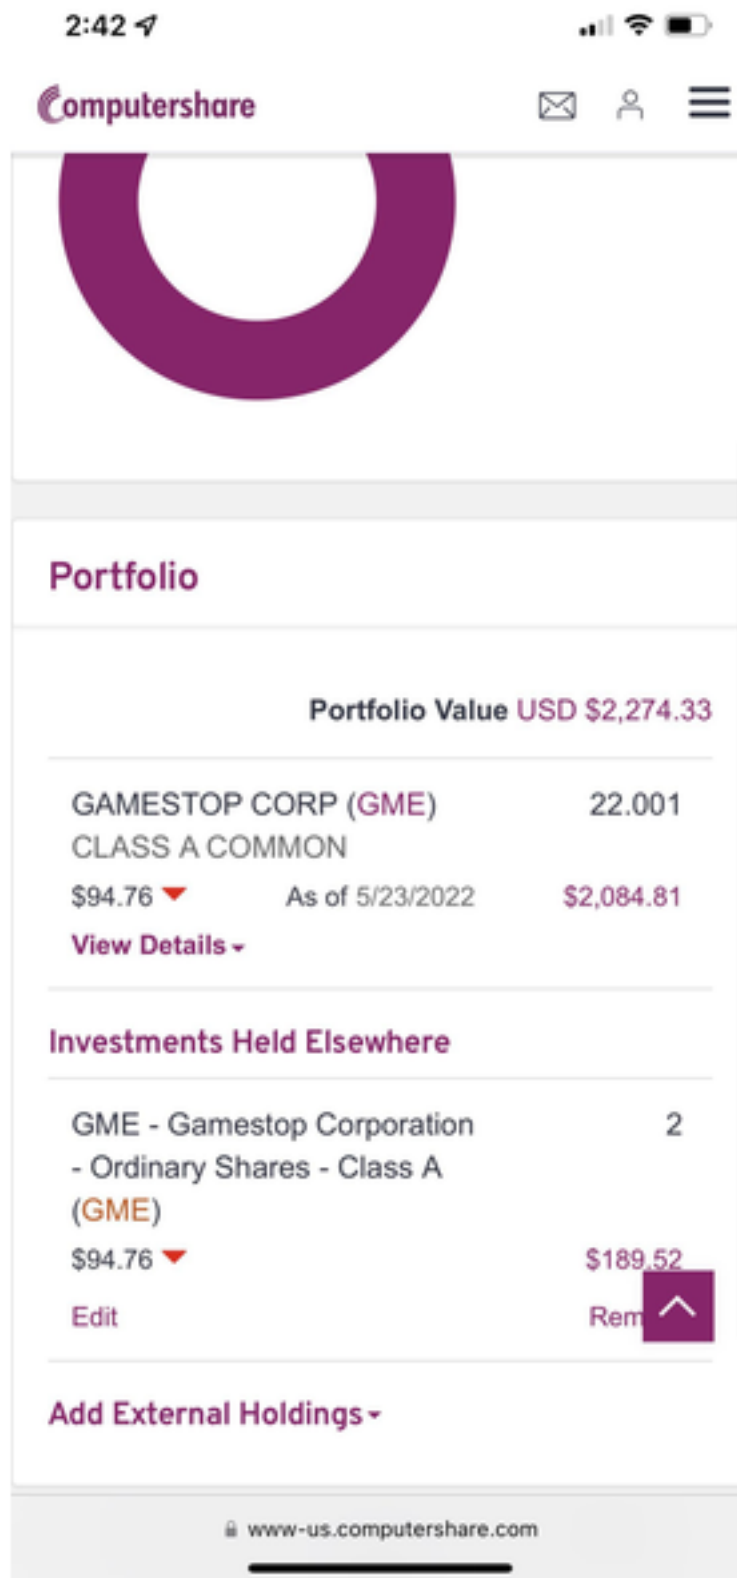 2:42
Computershare
Portfolio
Portfolio Value USD $2,274.33
GAMESTOP CORP (GME) 22.001
CLASS A COMMON
$94.76 As of 5/23/2022 $2,084.81
View Details
Investments Held Elsewhere
GME - Gamestop Corporation 2
- Ordinary Shares - Class A
(GME)
$94.76 $189.52
Edit Rem
Add External Holdings
www-us.computershare.com